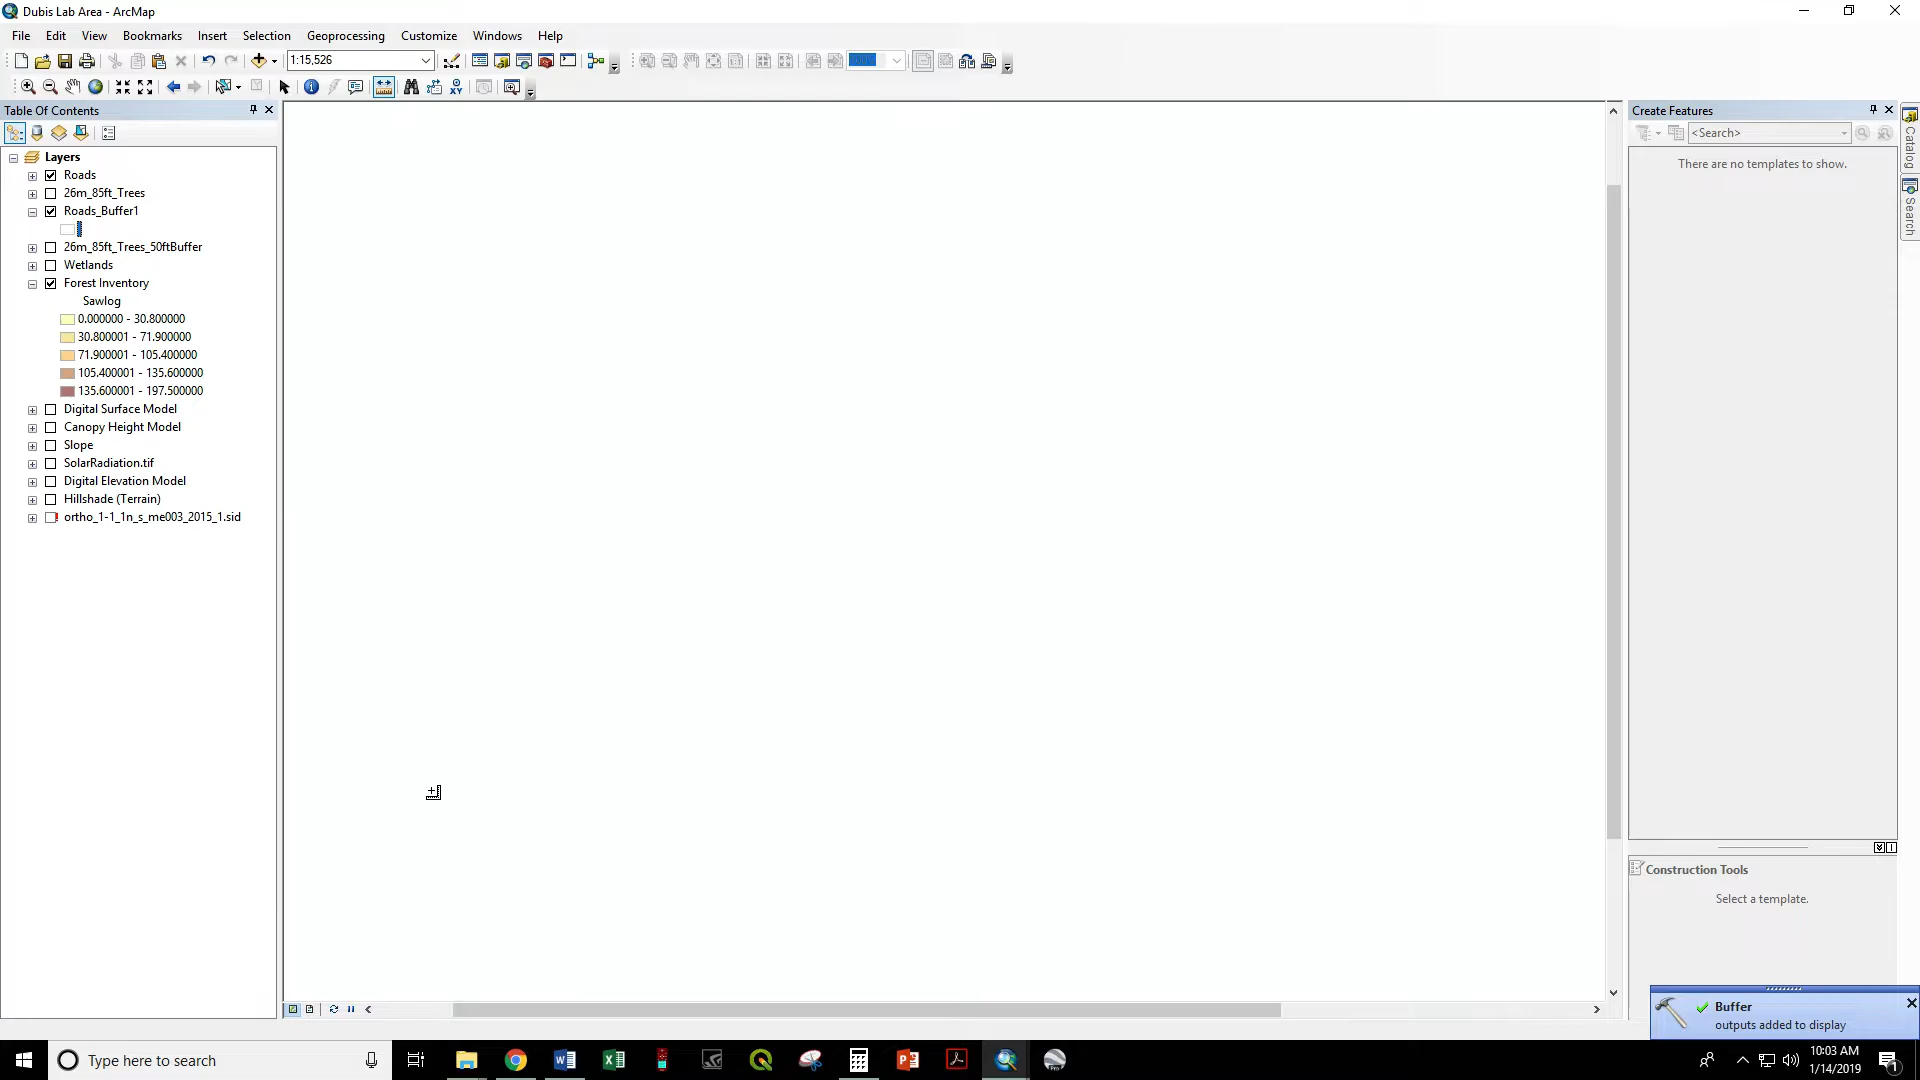 Dubis Lab Area - ArcMap
File Edit View Bookmarks Insert Selection Geoprocessing Customize Windows Help
1:15,526
Table Of Contents
Layers
Roads
26m_85ft_Trees
Roads_Buffer1
26m_85ft_Trees_50ftBuffer
Wetlands
Forest Inventory
Sawlog
0.000000 - 30.800000
30.800001 - 71.900000
71.900001 - 105.400000
105.400001 - 135.600000
135.600001 - 197.500000
Digital Surface Model
Canopy Height Model
Slope
SolarRadiation.tif
Digital Elevation Model
Hillshade (Terrain)
ortho_1-1_1n_s_me003_2015_1.sid
Create Features
<Search>
There are no templates to show.
Catalog
Search
Construction Tools
Select a template.
Buffer
outputs added to display
Type here to search
10:03 AM
1/14/2019